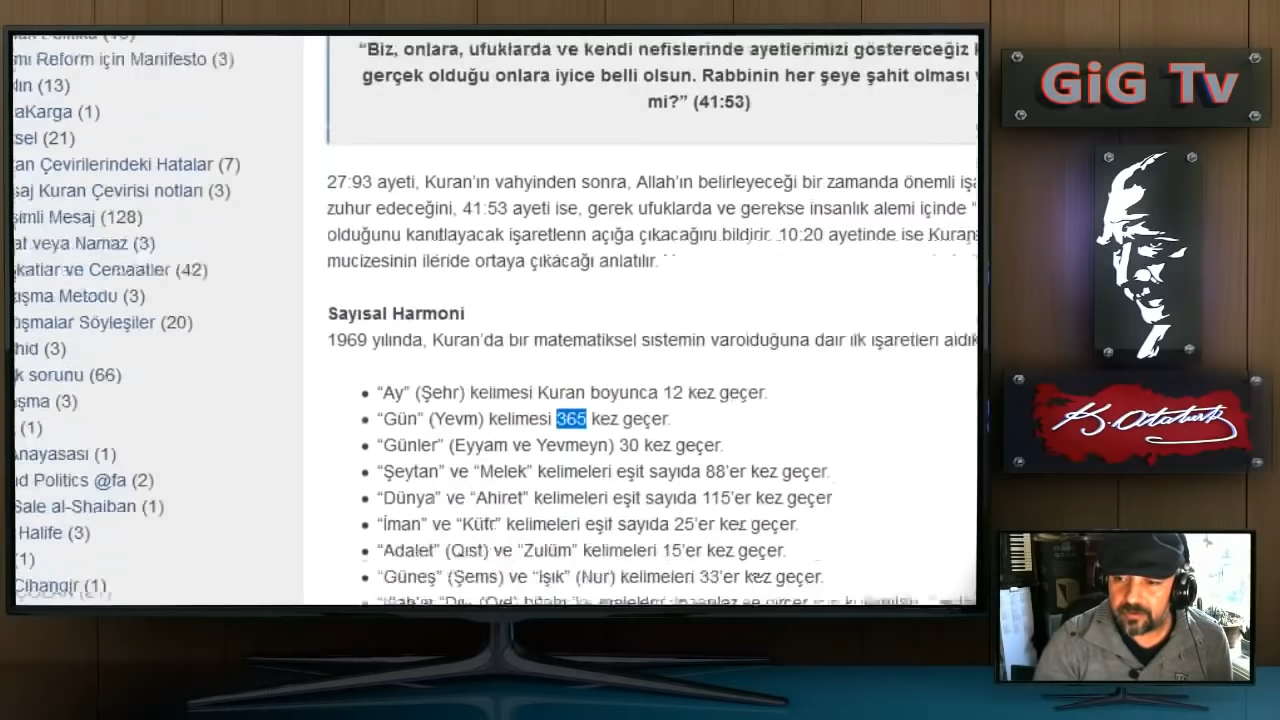 mı Reform için Manifesto (3)
(13)
aKarga (1)
sel (21)
an Çevirilerindeki Hatalar (7)
saj Kuran Çevirisi notları (3)
şimli Mesaj (128)
at veya Namaz (3)
katlar ve Cemaatler (42)
ışma Metodu (3)
ışmalar Söyleşiler (20)
hid (3)
k sorunu (66)
aşma (3)
(1)
Anayasası (1)
d Politics @fa (2)
Sale al-Shaiban (1)
Halife (3)
(1)
Cihangir (1)
“Biz, onlara, ufuklarda ve kendi nefislerinde ayetlerimizi göstereceğiz
gerçek olduğu onlara iyice belli olsun. Rabbinin her şeye şahit olması
mi?” (41:53)
27:93 ayeti, Kuran’ın vahyinden sonra, Allah’ın belirleyeceği bir zamanda önemli işa
zuhur edeceğini, 41:53 ayeti ise, gerek ufuklarda ve gerekse insanlık alemi içinde “
olduğunu kanıtlayacak işaretlenn açığa çıkacağını bildirir. 10:20 ayetinde ise Kuran
mucizesinin ileride ortaya çıkacağı anlatılır.
Sayısal Harmoni
1969 yılında, Kuran’da bir matematiksel sistemin varolduğuna dair ilk işaretleri aldık
• “Ay” (Şehr) kelimesi Kuran boyunca 12 kez geçer.
• “Gün” (Yevm) kelimesi 365 kez geçer.
• “Günler” (Eyyam ve Yevmeyn) 30 kez geçer.
• “Şeytan” ve “Melek” kelimeleri eşit sayıda 88’er kez geçer.
• “Dünya” ve “Ahiret” kelimeleri eşit sayıda 115’er kez geçer
• “İman” ve “Küfr” kelimeleri eşit sayıda 25’er kez geçer.
• “Adalet” (Qıst) ve “Zulüm” kelimeleri 15’er kez geçer.
• “Güneş” (Şems) ve “Işık” (Nur) kelimeleri 33’er kez geçer.
GiG Tv
K. Atatürk